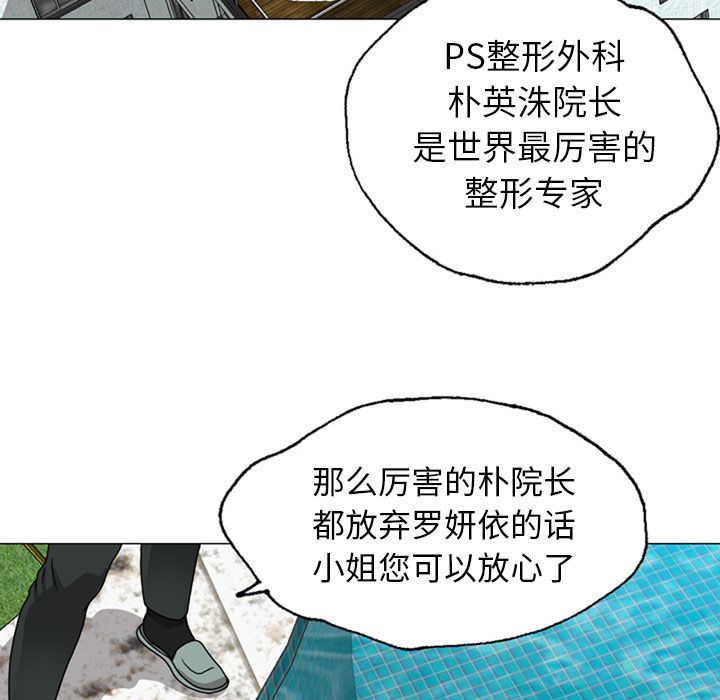 PS整形外科
朴英洙院长
是世界最厉害的
整形专家
那么厉害的朴院长
都放弃罗妍依的话
小姐您可以放心了